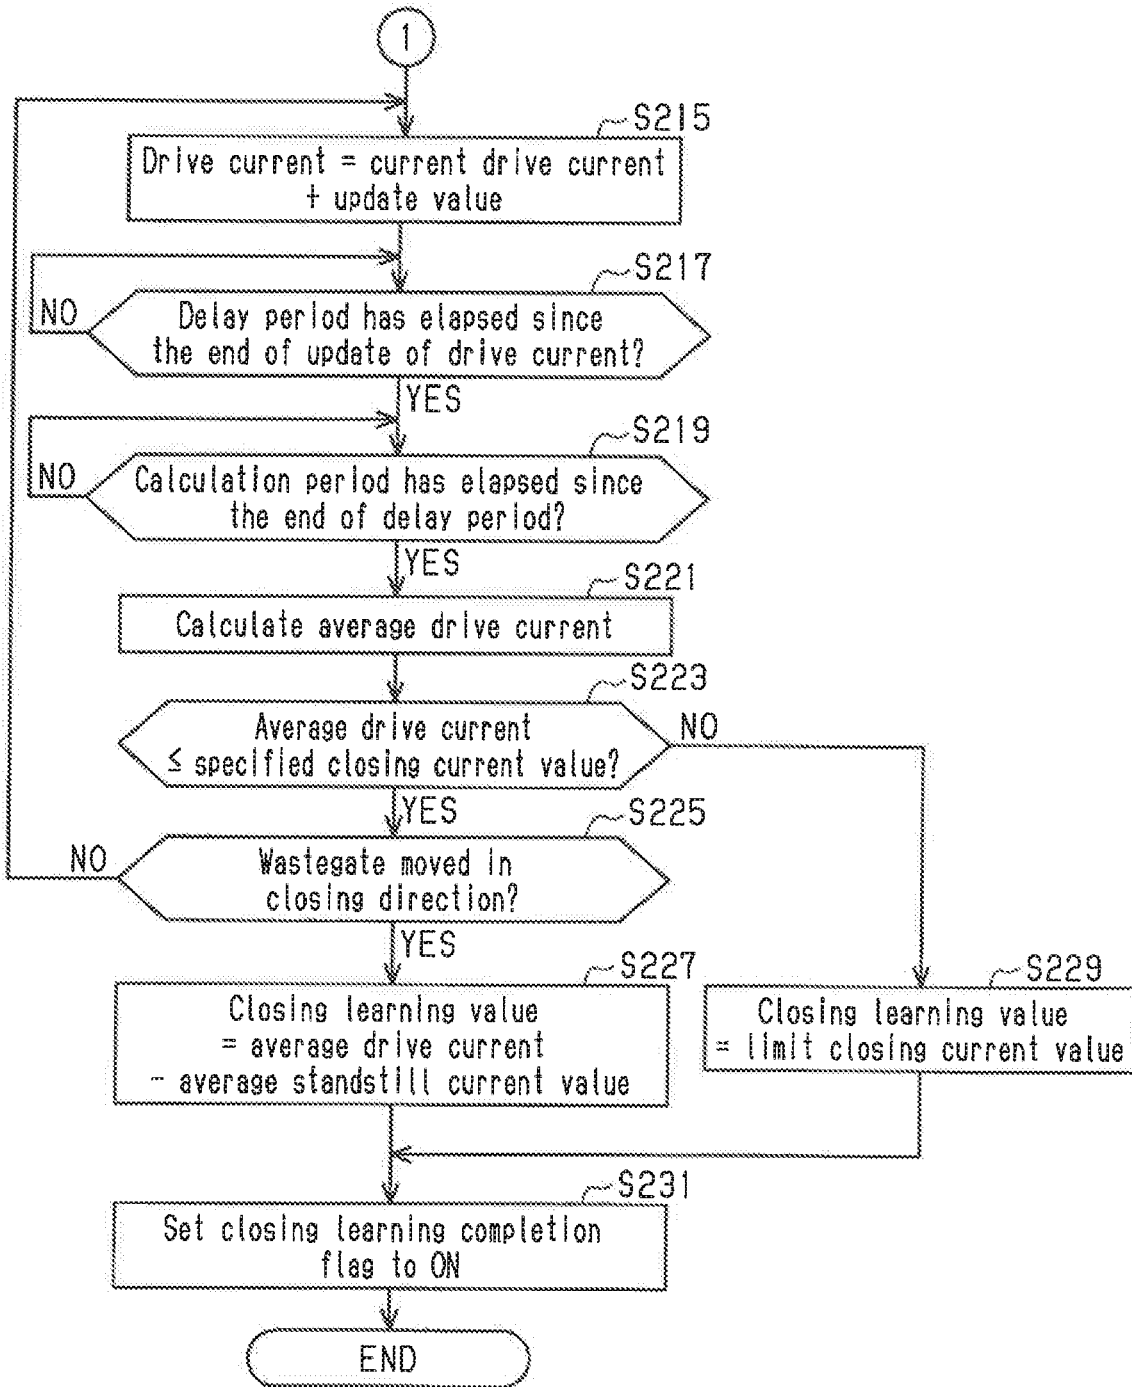 1
S215
Drive current = current drive current
+ update value
S217
NO
Delay period has elapsed since
the end of update of drive current?
YES
S219
NO
Calculation period has elapsed since
the end of delay period?
YES
S221
Calculate average drive current
S223
Average drive current
≤ specified closing current value?
NO
YES
S225
NO
Wastegate moved in
closing direction?
YES
S227
Closing learning value
= average drive current
- average standstill current value
S229
Closing learning value
= limit closing current value
S231
Set closing learning completion
flag to ON
END